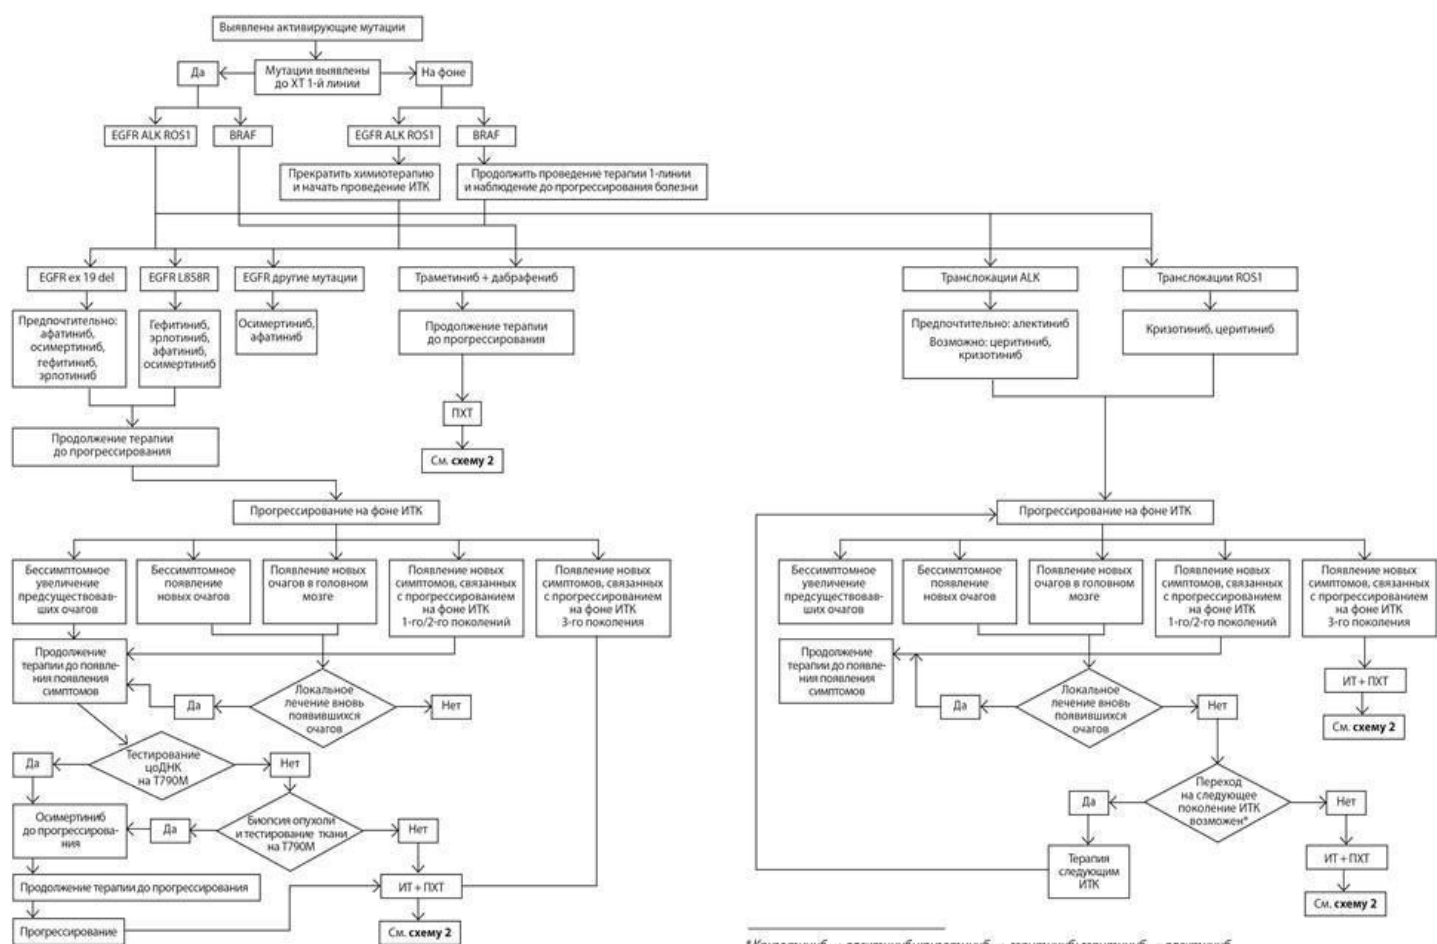 Выявлены активирующие мутации
Да
Мутации выявлены
до ХТ 1-й линии
На фоне
EGFR ALK ROS1
BRAF
EGFR ALK ROS1
BRAF
Прекратить химиотерапию
и начать проведение ИТК
Продолжить проведение терапии 1-линии
и наблюдение до прогрессирования болезни
EGFR ex 19 del
EGFR L858R
EGFR другие мутации
Траметиниб + дабрафениб
Транслокации ALK
Транслокации ROS1
Предпочтительно:
афатиниб,
осимертиниб,
гефитиниб,
эрлотиниб
Гефитиниб,
эрлотиниб,
афатиниб,
осимертиниб
Осимертиниб,
афатиниб
Продолжение терапии
до прогрессирования
Предпочтительно: алектиниб
Возможно: церитиниб,
кризотиниб
Кризотиниб, церитиниб
ПХТ
См. схему 2
Продолжение терапии
до прогрессирования
Прогрессирование на фоне ИТК
Бессимптомное
увеличение
предсуществовав-
ших очагов
Бессимптомное
появление
новых очагов
Появление новых
очагов в головном
мозге
Появление новых
симптомов, связанных
с прогрессированием
на фоне ИТК
1-го/2-го поколений
Появление новых
симптомов, связанных
с прогрессированием
на фоне ИТК
3-го поколения
Продолжение
терапии до появле-
ния появления
симптомов
Да
Локальное
лечение вновь
появившихся
очагов
Нет
Да
Тестирование
цоДНК
на T790M
Нет
Осимертиниб
до прогрессирова-
ния
Да
Биопсия опухоли
и тестирование ткани
на T790M
Нет
Продолжение терапии до прогрессирования
ИТ + ПХТ
Прогрессирование
См. схему 2
Прогрессирование на фоне ИТК
Бессимптомное
увеличение
предсуществовав-
ших очагов
Бессимптомное
появление
новых очагов
Появление новых
очагов в головном
мозге
Появление новых
симптомов, связанных
с прогрессированием
на фоне ИТК
1-го/2-го поколений
Появление новых
симптомов, связанных
с прогрессированием
на фоне ИТК
3-го поколения
Продолжение
терапии до появле-
ния появления
симптомов
Да
Локальное
лечение вновь
появившихся
очагов
Нет
ИТ + ПХТ
См. схему 2
Да
Переход
на следующее
поколение ИТК
возможен*
Нет
Терапия
следующим
ИТК
ИТ + ПХТ
См. схему 2